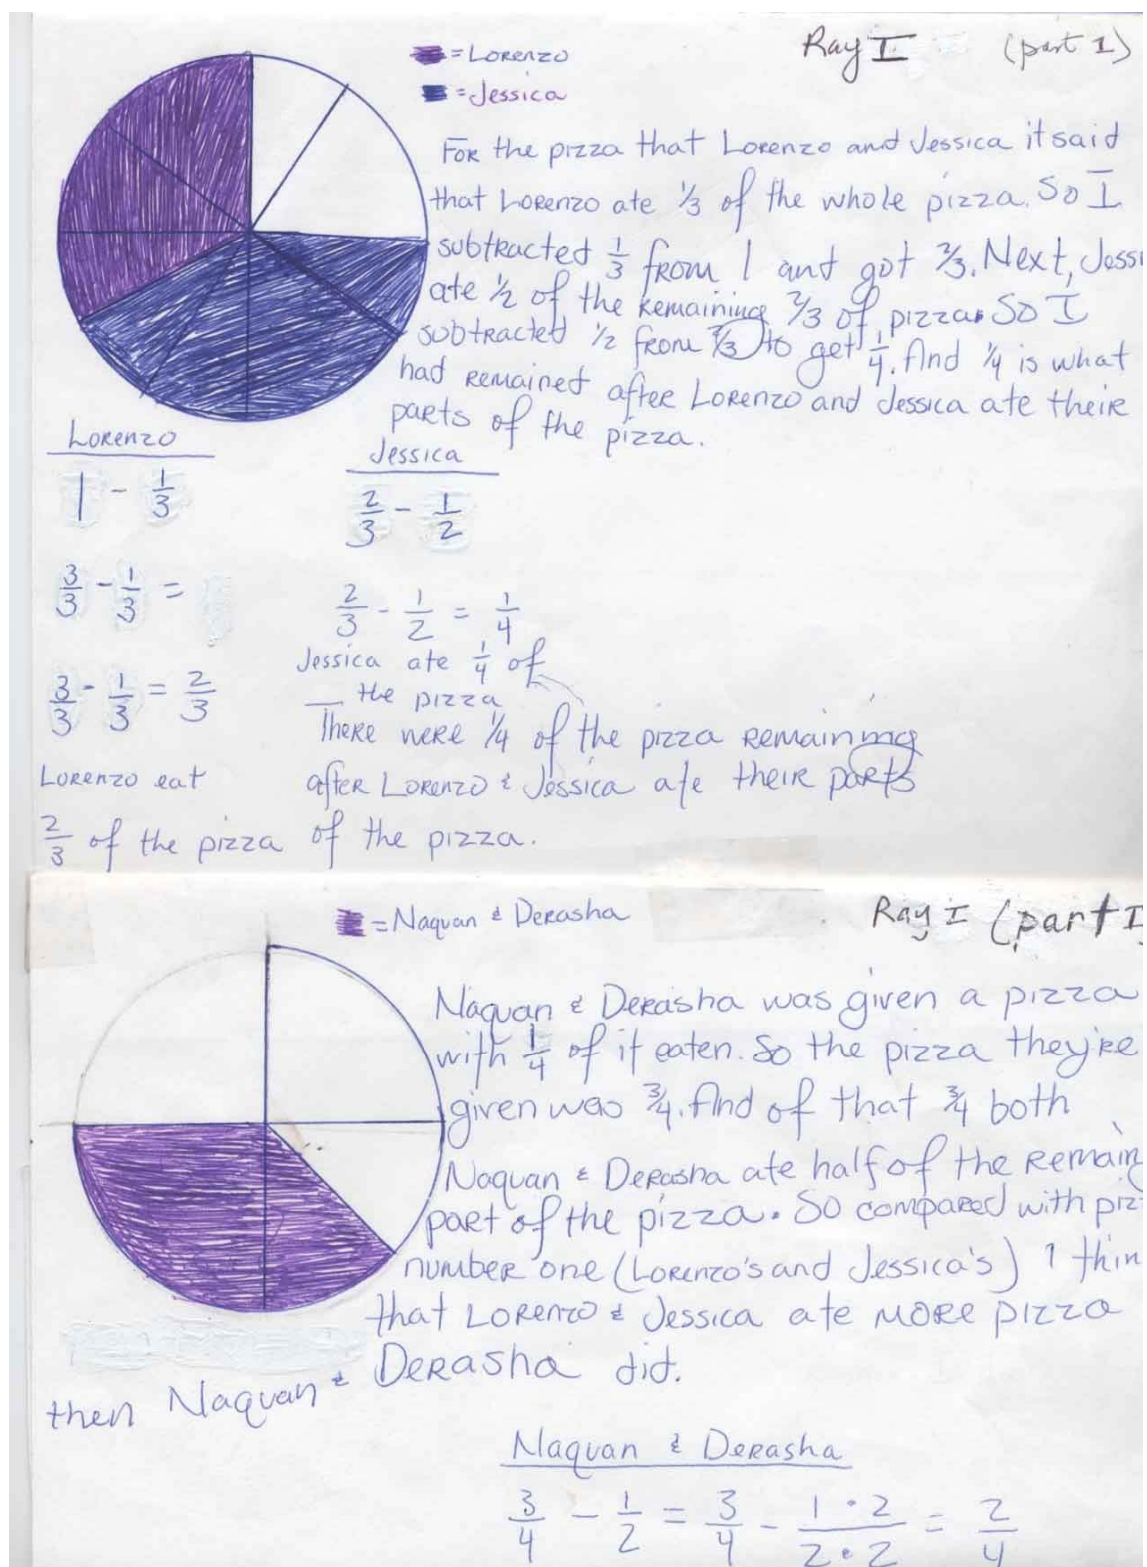 = Lorenzo
= Jessica
Ray I (part 1)
For the pizza that Lorenzo and Jessica it said
that Lorenzo ate 1/3 of the whole pizza. So I
subtracted 1/3 from 1 and got 2/3. Next, Jessi
ate 1/2 of the remaining 2/3 of pizza. So I
subtracted 1/2 from 2/3 to get 1/4. And 1/4 is what
had remained after Lorenzo and Jessica ate their
parts of the pizza.
Lorenzo
1 - 1/3
3/3 - 1/3 =
3/3 - 1/3 = 2/3
Lorenzo eat
2/3 of the pizza
Jessica
2/3 - 1/2
2/3 - 1/2 = 1/4
Jessica ate 1/4 of
the pizza
There were 1/4 of the pizza remaining
after Lorenzo & Jessica ate their parts
of the pizza.
= Naquan & Derasha
Ray I (part I
Naquan & Derasha was given a pizza
with 1/4 of it eaten. So the pizza they're
given was 3/4. And of that 3/4 both
Naquan & Derasha ate half of the remain
part of the pizza. So compared with piz
number one (Lorenzo's and Jessica's) I thin
that Lorenzo & Jessica ate more pizza
then Naquan & Derasha did.
Naquan & Derasha
3/4 - 1/2 = 3/4 - 1 • 2/2 • 2 = 2/4